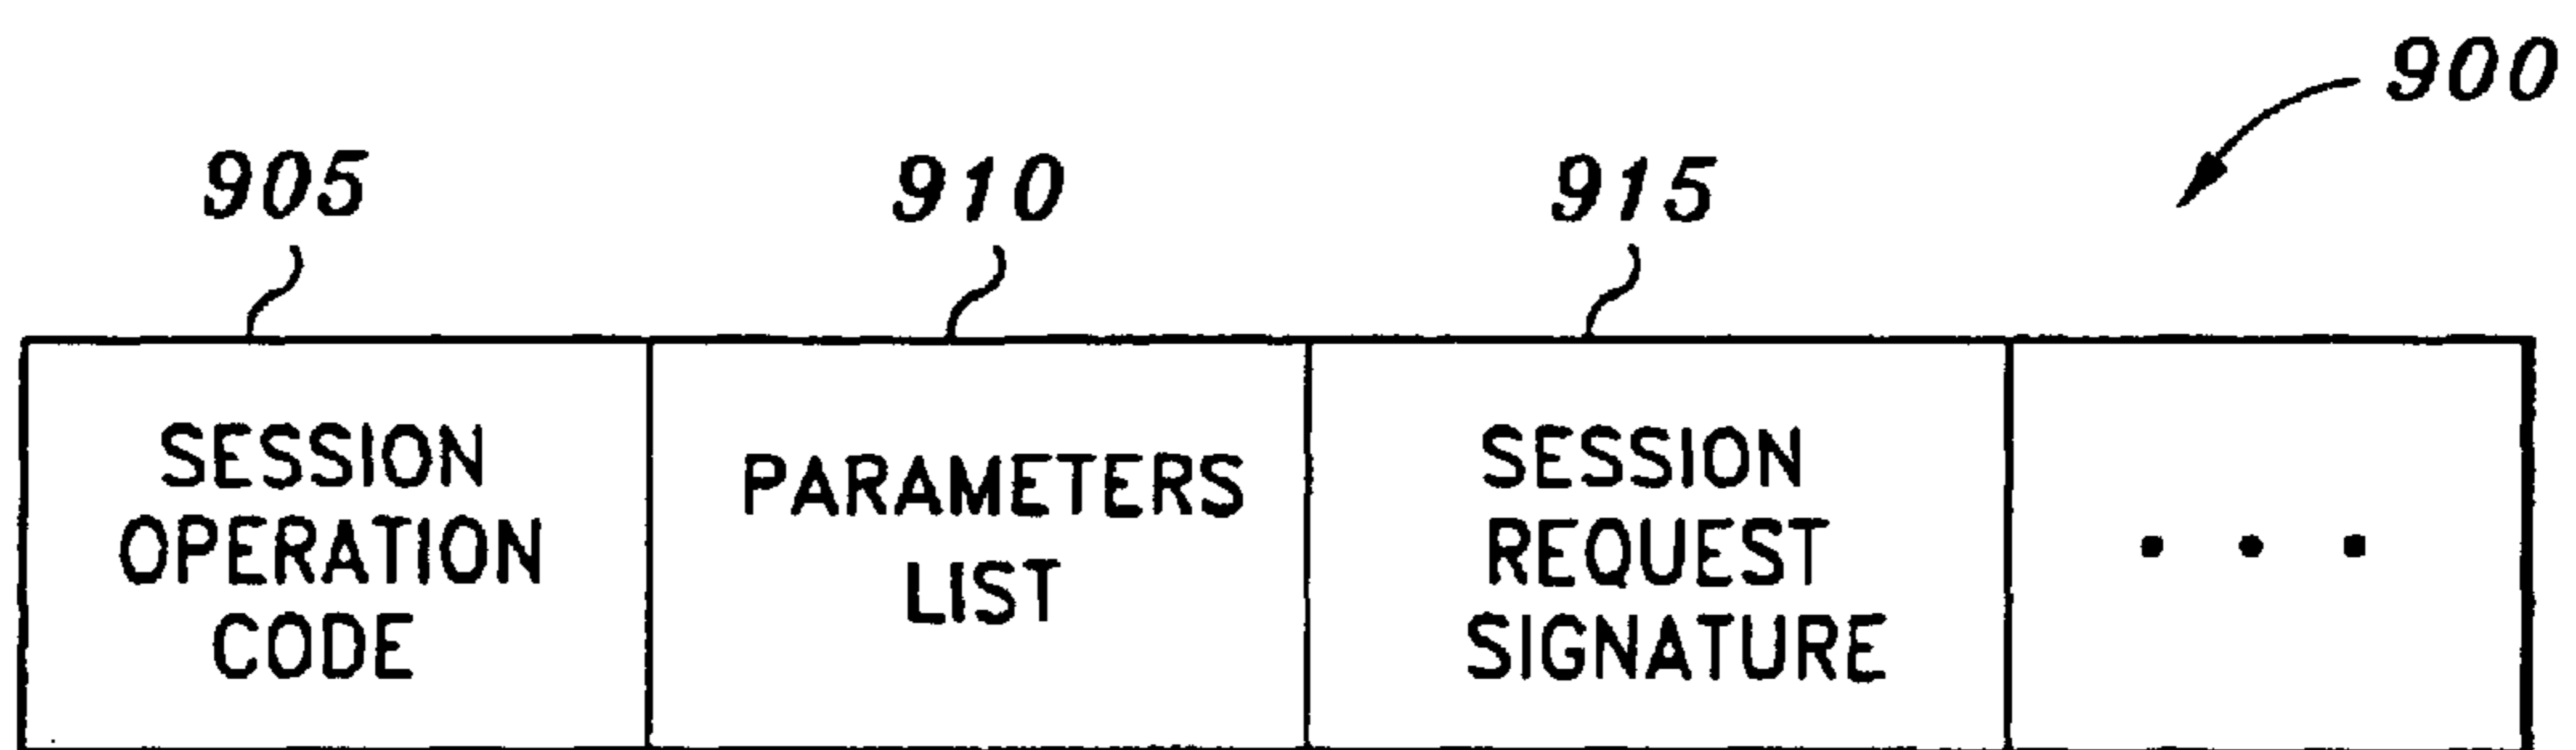 900
905 910 915
SESSION OPERATION CODE
PARAMETERS LIST
SESSION REQUEST SIGNATURE
• • •